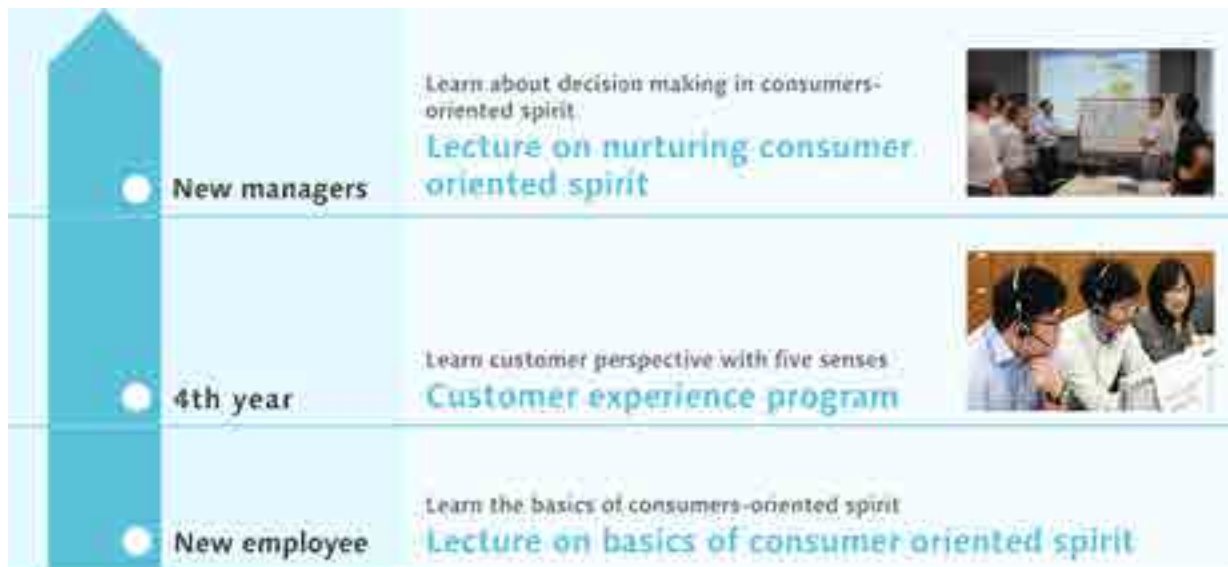 Learn about decision making in consumers-
oriented spirit
Lecture on nurturing consumer
oriented spirit
New managers
Learn customer perspective with five senses
4th year
Customer experience program
Learn the basics of consumers-oriented spirit
New employee
Lecture on basics of consumer oriented spirit